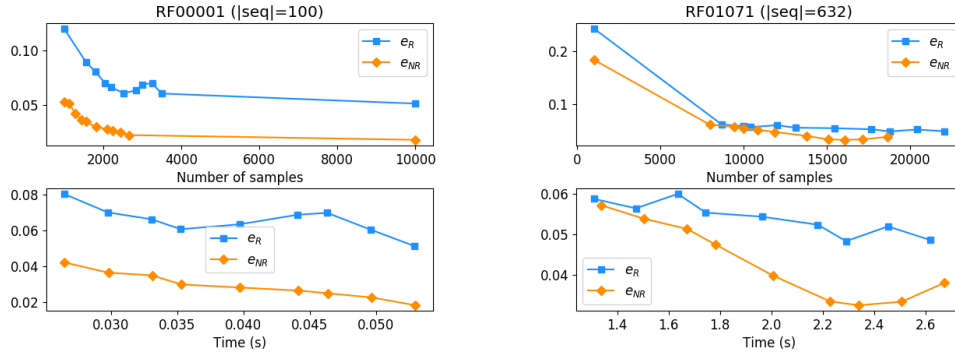 RF00001 (|seq|=100)
0.10
0.05
e_R
e_NR
2000 4000 6000 8000 10000
Number of samples
RF01071 (|seq|=632)
0.2
0.1
e_R
e_NR
0 5000 10000 15000 20000
Number of samples
0.08
0.06
0.04
0.02
e_R
e_NR
0.030 0.035 0.040 0.045 0.050
Time (s)
0.06
0.05
0.04
e_R
e_NR
1.4 1.6 1.8 2.0 2.2 2.4 2.6
Time (s)